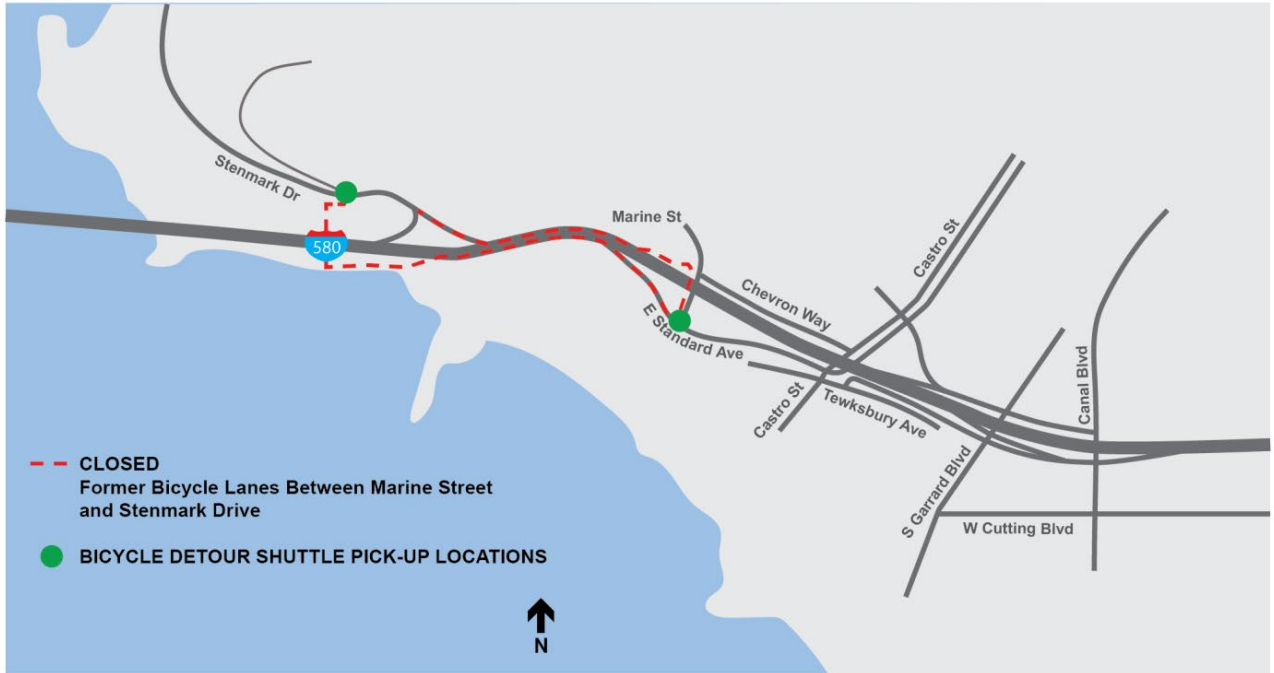 Stenmark Dr
580
Marine St
Castro St
Chevron Way
E Standard Ave
Castro St
Tewksbury Ave
Canal Blvd
S Garrard Blvd
W Cutting Blvd
CLOSED
Former Bicycle Lanes Between Marine Street
and Stenmark Drive
BICYCLE DETOUR SHUTTLE PICK-UP LOCATIONS
N